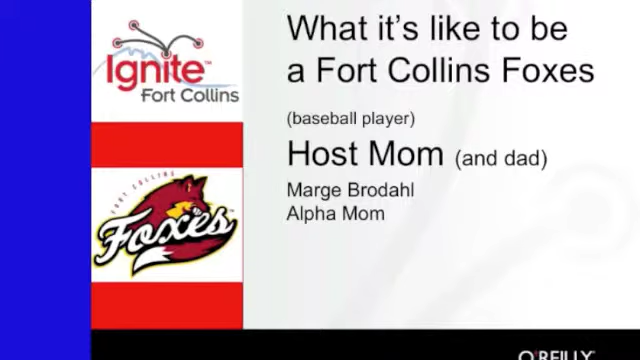 Ignite™
Fort Collins
FORT COLLINS
Foxes
What it's like to be
a Fort Collins Foxes
(baseball player)
Host Mom (and dad)
Marge Brodahl
Alpha Mom
O'REILLY